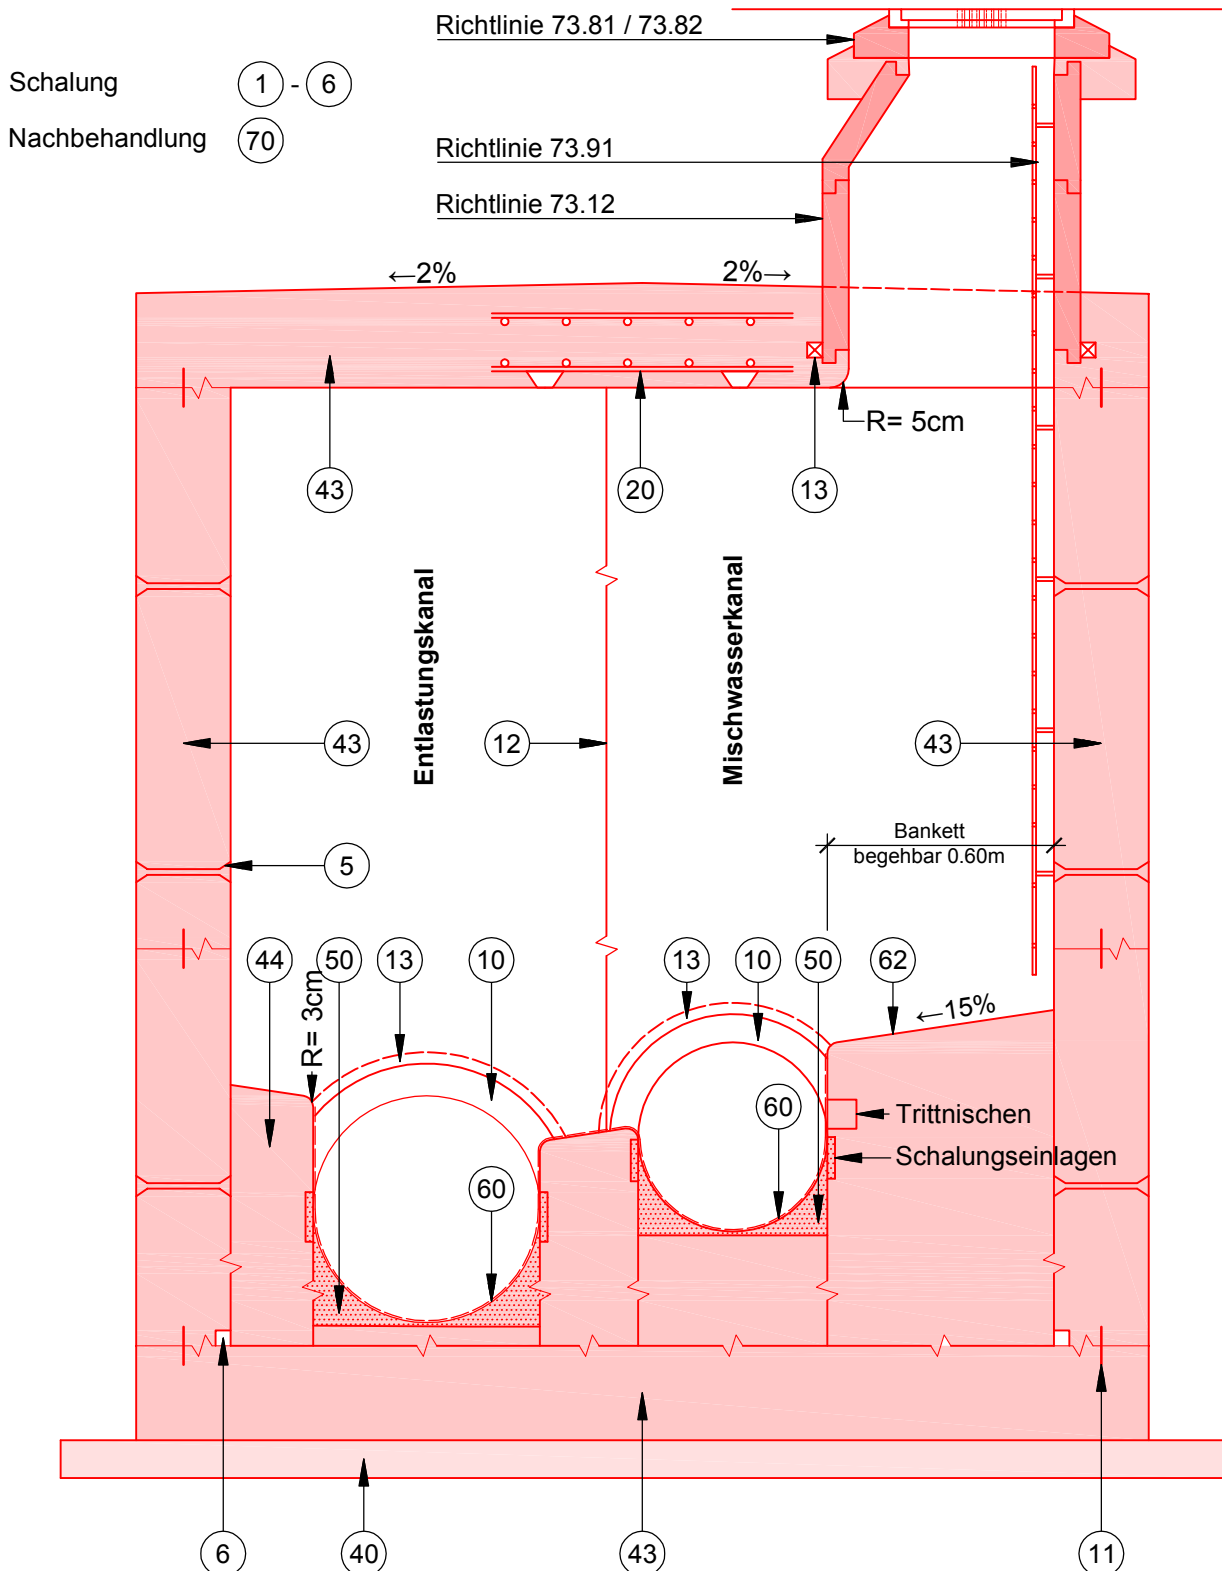 Richtlinie 73.81 / 73.82
Schalung 1 - 6
Nachbehandlung 70
Richtlinie 73.91
Richtlinie 73.12
←2% 2%→
R= 5cm
43 20 13
Entlastungskanal
Mischwasserkanal
43 12 43
Bankett
begehbar 0.60m
5
44 50 13 10 13 10 50 62
R= 3cm
←15%
60 Trittnischen
Schalungseinlagen
60
6 40 43 11